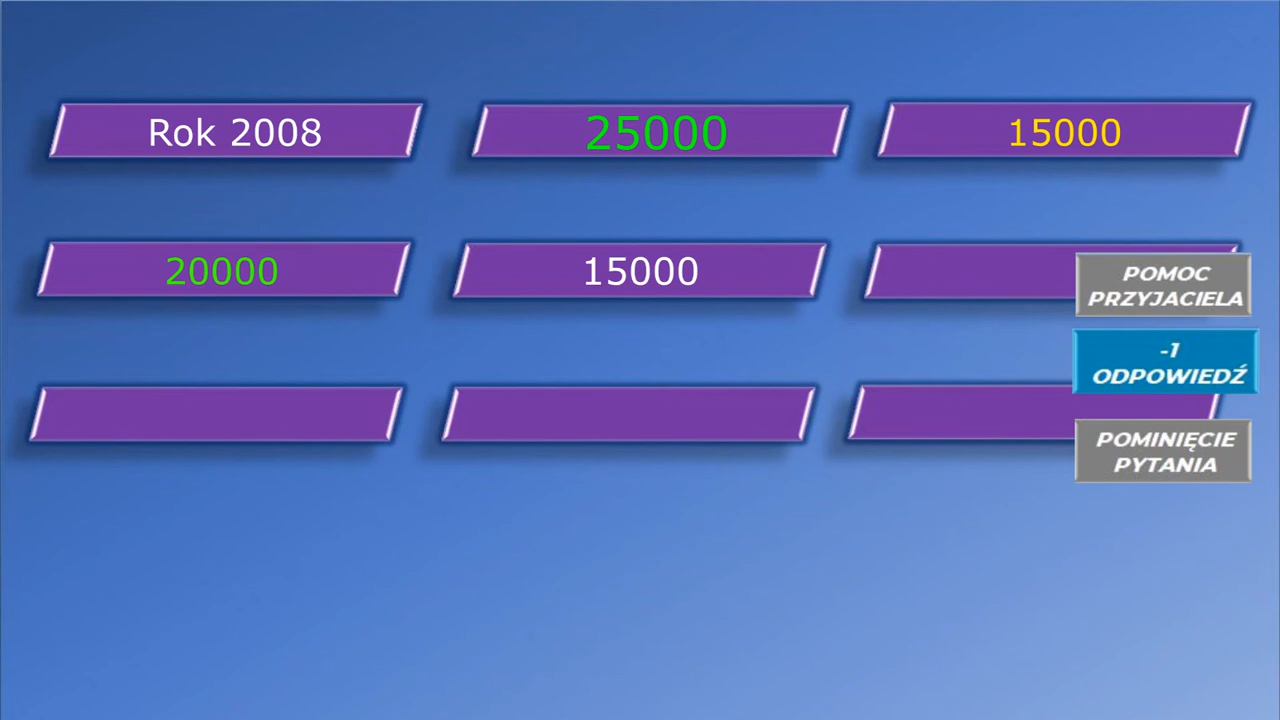 Rok 2008
25000
15000
20000
15000
POMOC
PRZYJACIELA
-1
ODPOWIEDŹ
POMINIĘCIE
PYTANIA